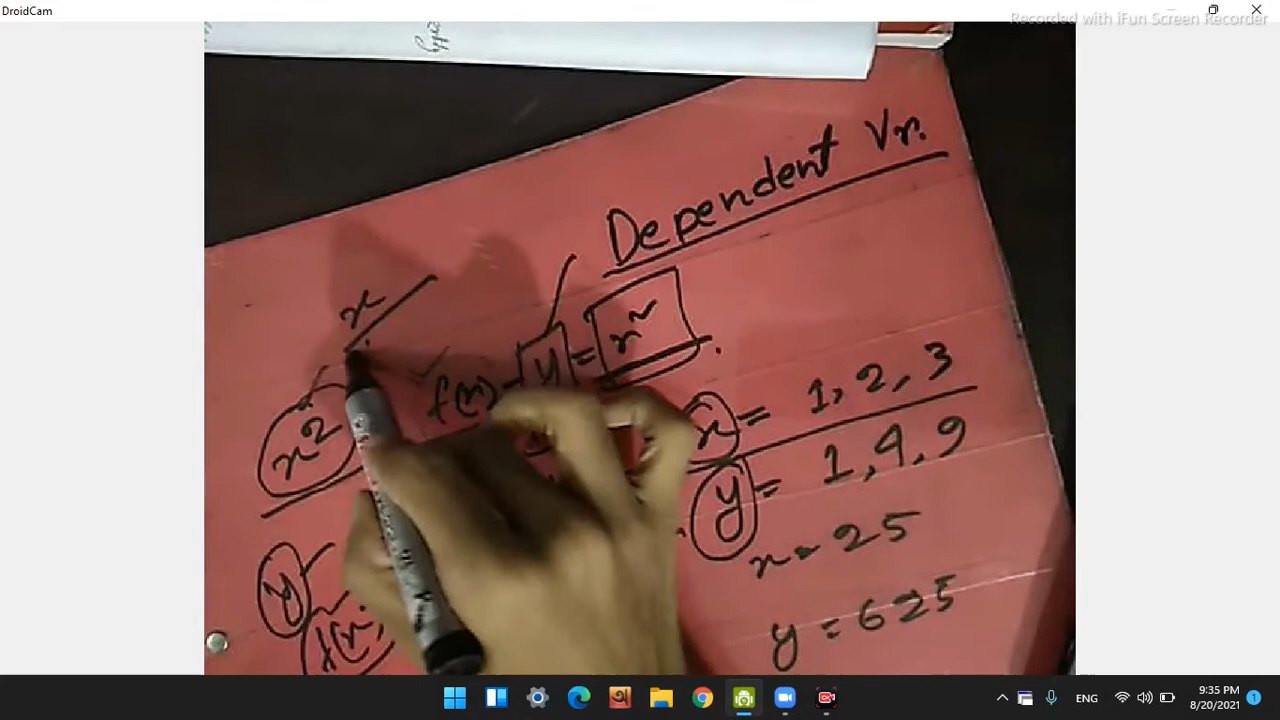 DroidCam
Recorded with iFun Screen Recorder
Dependent Vr.
x
f(x) = y = x²
x = 1, 2, 3
x²
y = 1, 4, 9
x = 25
y
f(x)
y = 625
ENG
9:35 PM
8/20/2021
1